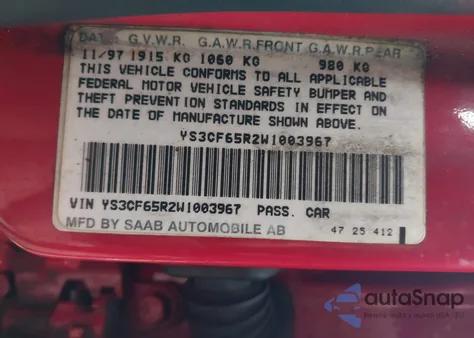 DATE G.V.W.R. G.A.W.R.FRONT G.A.W.R.REAR
11/97 1915 KG 1060 KG 980 KG
THIS VEHICLE CONFORMS TO ALL APPLICABLE
FEDERAL MOTOR VEHICLE SAFETY BUMPER AND
THEFT PREVENTION STANDARDS IN EFFECT ON
THE DATE OF MANUFACTURE SHOWN ABOVE.
YS3CF65R2W1003967
VIN YS3CF65R2W1003967 PASS. CAR
MFD BY SAAB AUTOMOBILE AB 47 25 412
autoSnap